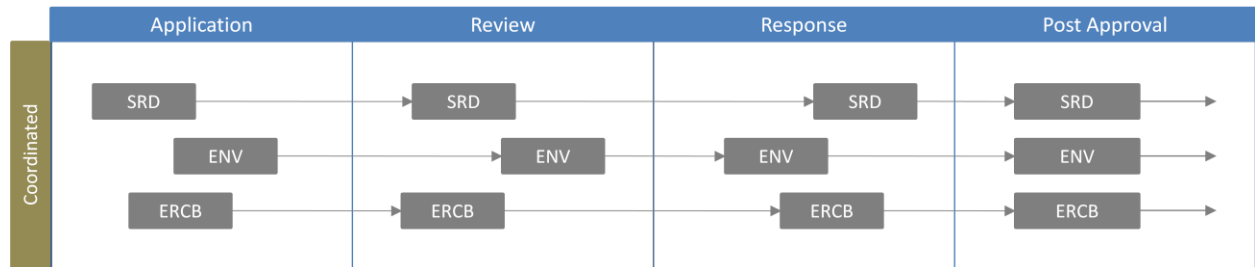 Application Review Response Post Approval
Coordinated
SRD SRD SRD SRD
ENV ENV ENV ENV
ERCB ERCB ERCB ERCB